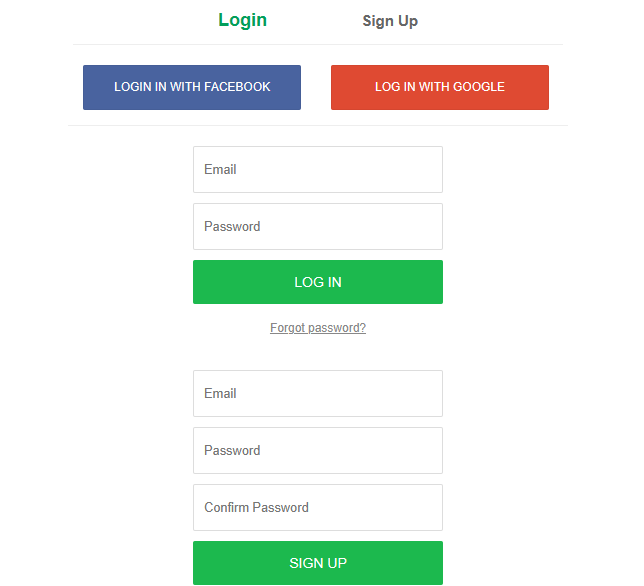 Login Sign Up
LOGIN IN WITH FACEBOOK LOG IN WITH GOOGLE
Email
Password
LOG IN
Forgot password?
Email
Password
Confirm Password
SIGN UP